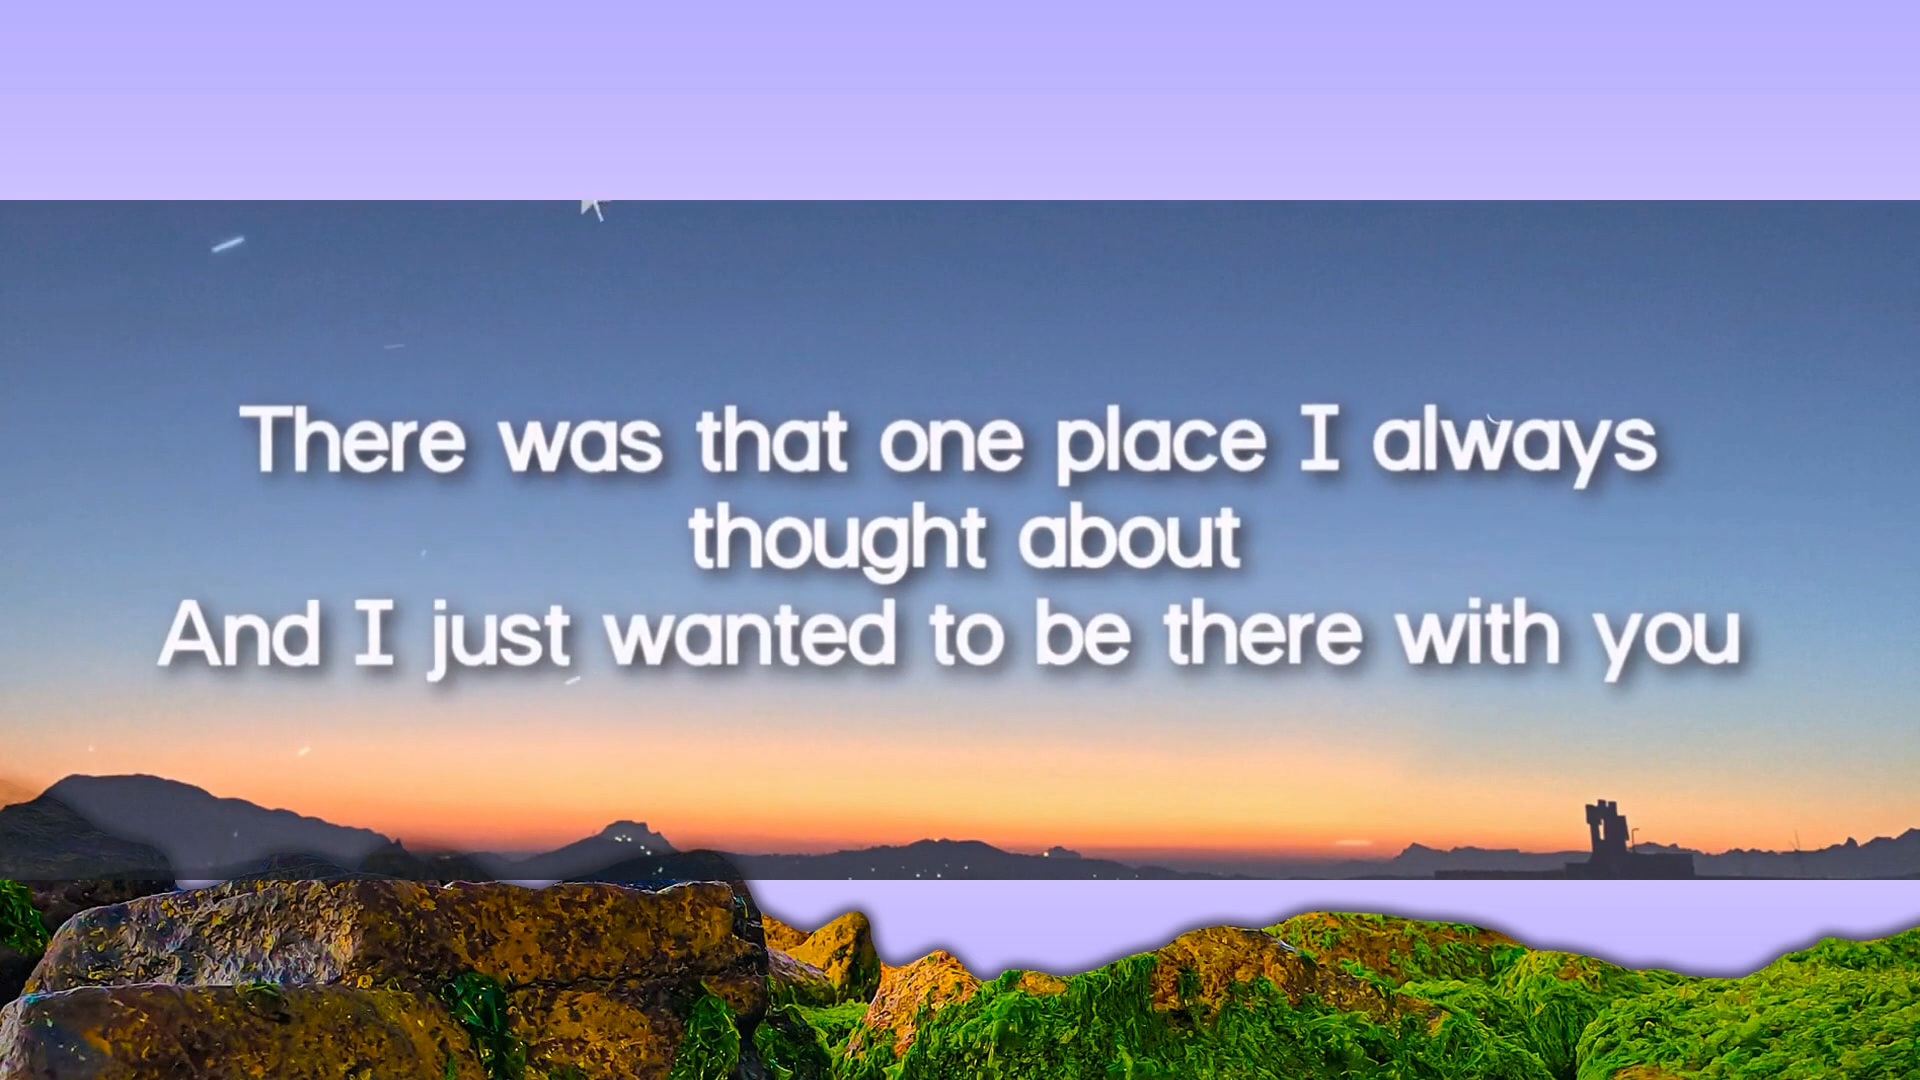 There was that one place I always
thought about
And I just wanted to be there with you